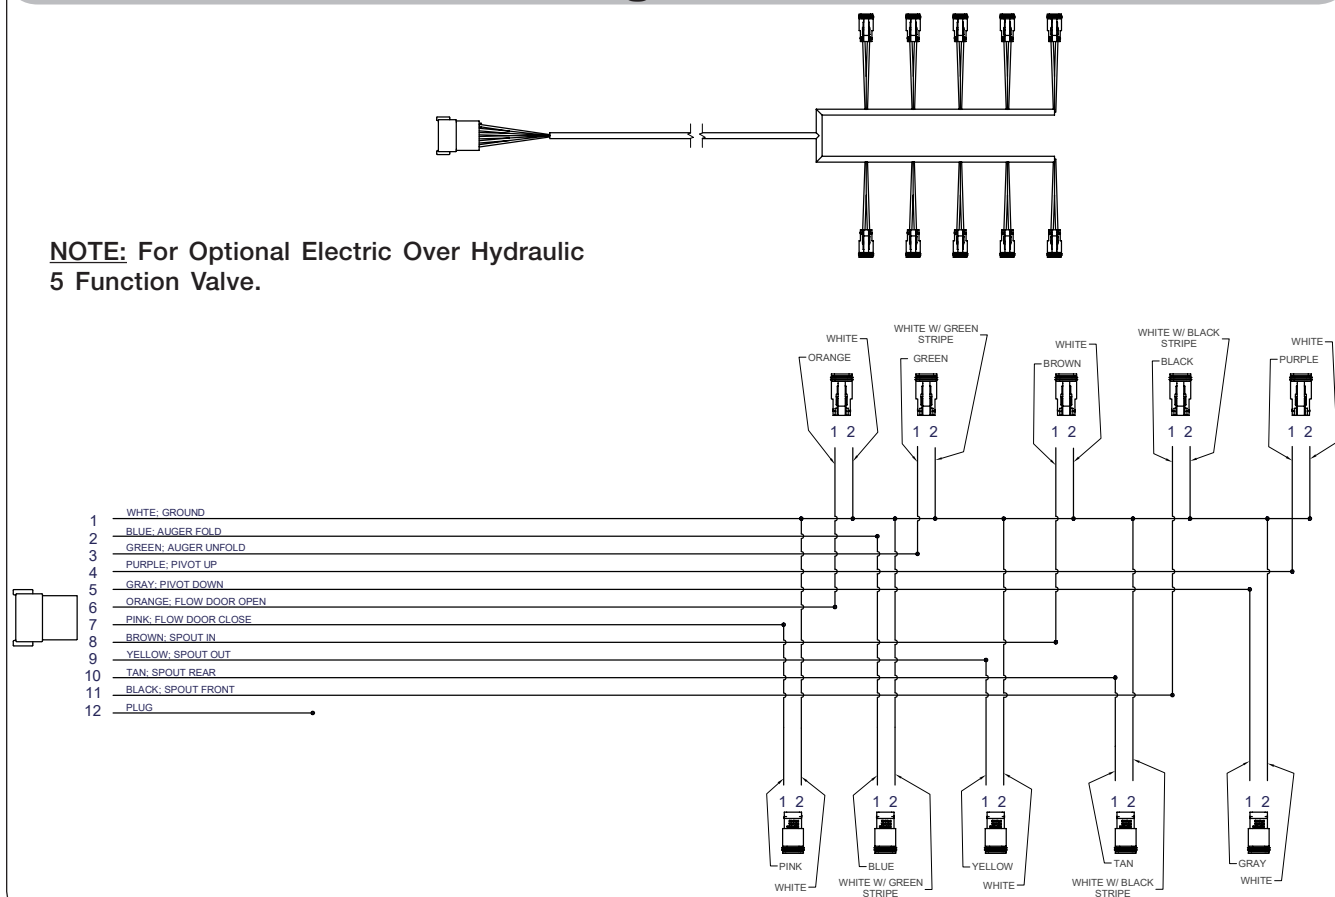 NOTE: For Optional Electric Over Hydraulic
5 Function Valve.
WHITE
ORANGE
WHITE W/ GREEN
STRIPE
GREEN
WHITE
BROWN
WHITE W/ BLACK
STRIPE
BLACK
WHITE
PURPLE
1 2
1 2
1 2
1 2
1 2
1 WHTE; GROUND
2 BLUE; AUGER FOLD
3 GREEN; AUGER UNFOLD
4 PURPLE; PIVOT UP
5 GRAY; PIVOT DOWN
6 ORANGE; FLOW DOOR OPEN
7 PINK; FLOW DOOR CLOSE
8 BROWN; SPOUT IN
9 YELLOW; SPOUT OUT
10 TAN; SPOUT REAR
11 BLACK; SPOUT FRONT
12 PLUG
1 2
1 2
1 2
1 2
1 2
PINK
WHITE
BLUE
WHITE W/ GREEN
STRIPE
YELLOW
WHITE
TAN
WHITE W/ BLACK
STRIPE
GRAY
WHITE